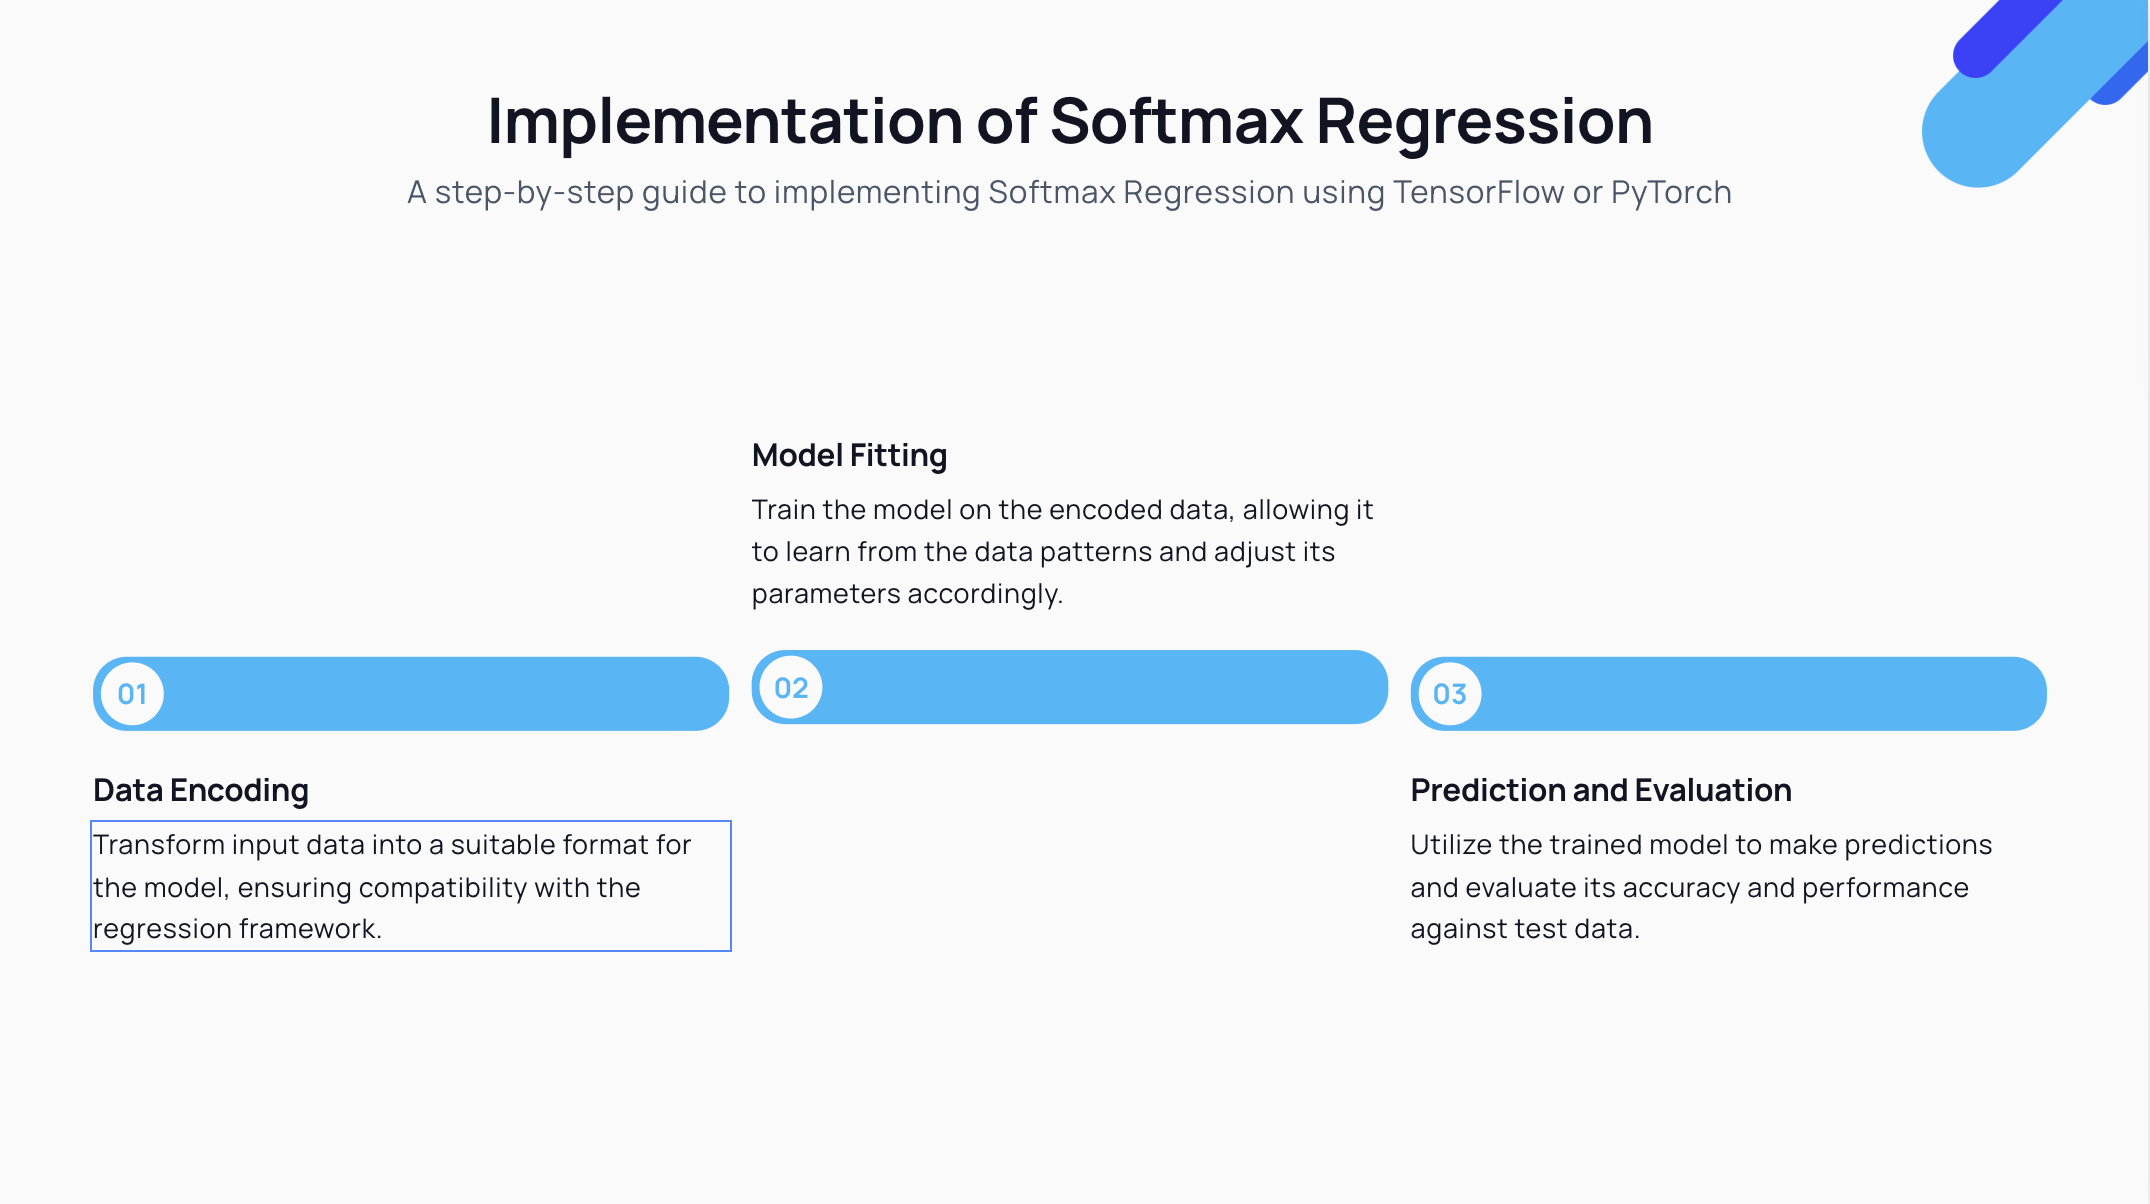 Implementation of Softmax Regression
A step-by-step guide to implementing Softmax Regression using TensorFlow or PyTorch
01
Data Encoding
Transform input data into a suitable format for
the model, ensuring compatibility with the
regression framework.
Model Fitting
Train the model on the encoded data, allowing it
to learn from the data patterns and adjust its
parameters accordingly.
02
03
Prediction and Evaluation
Utilize the trained model to make predictions
and evaluate its accuracy and performance
against test data.